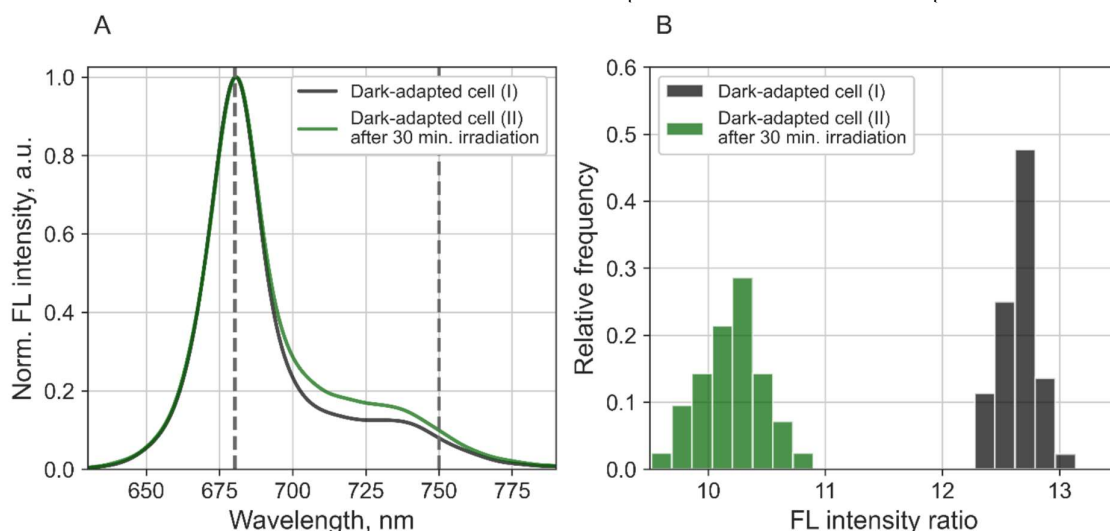 A
B
Norm. FL intensity, a.u.
1.0
0.8
0.6
0.4
0.2
0.0
Dark-adapted cell (I)
Dark-adapted cell (II)
after 30 min. irradiation
650
675
700
725
750
775
Wavelength, nm
Relative frequency
0.6
0.5
0.4
0.3
0.2
0.1
0.0
Dark-adapted cell (I)
Dark-adapted cell (II)
after 30 min. irradiation
10
11
12
13
FL intensity ratio